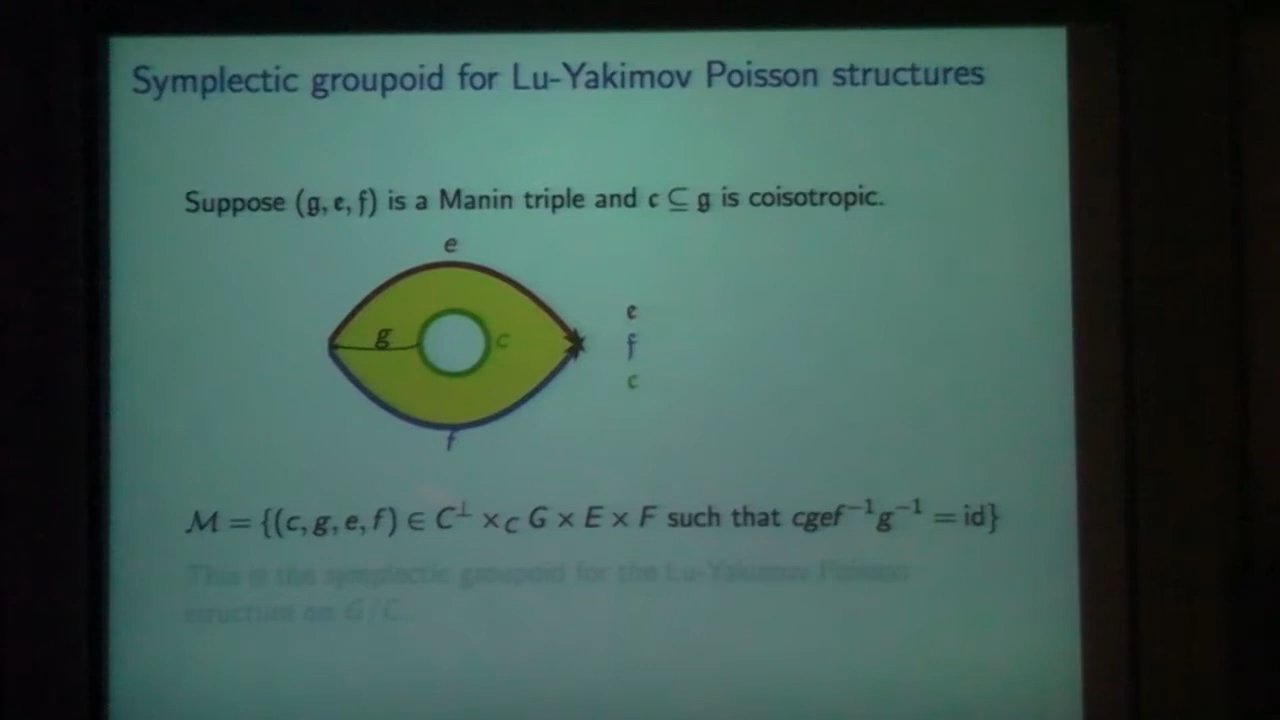 Symplectic groupoid for Lu-Yakimov Poisson structures
Suppose (𝔤, 𝔢, 𝔣) is a Manin triple and 𝔠 ⊆ 𝔤 is coisotropic.
e
g c
f
𝔢
𝔣
𝔠
ℳ = {(c, g, e, f) ∈ C^⊥ ×_C G × E × F such that cgef⁻¹g⁻¹ = id}
This is the symplectic groupoid for the Lu-Yakimov Poisson
structure on G/C.